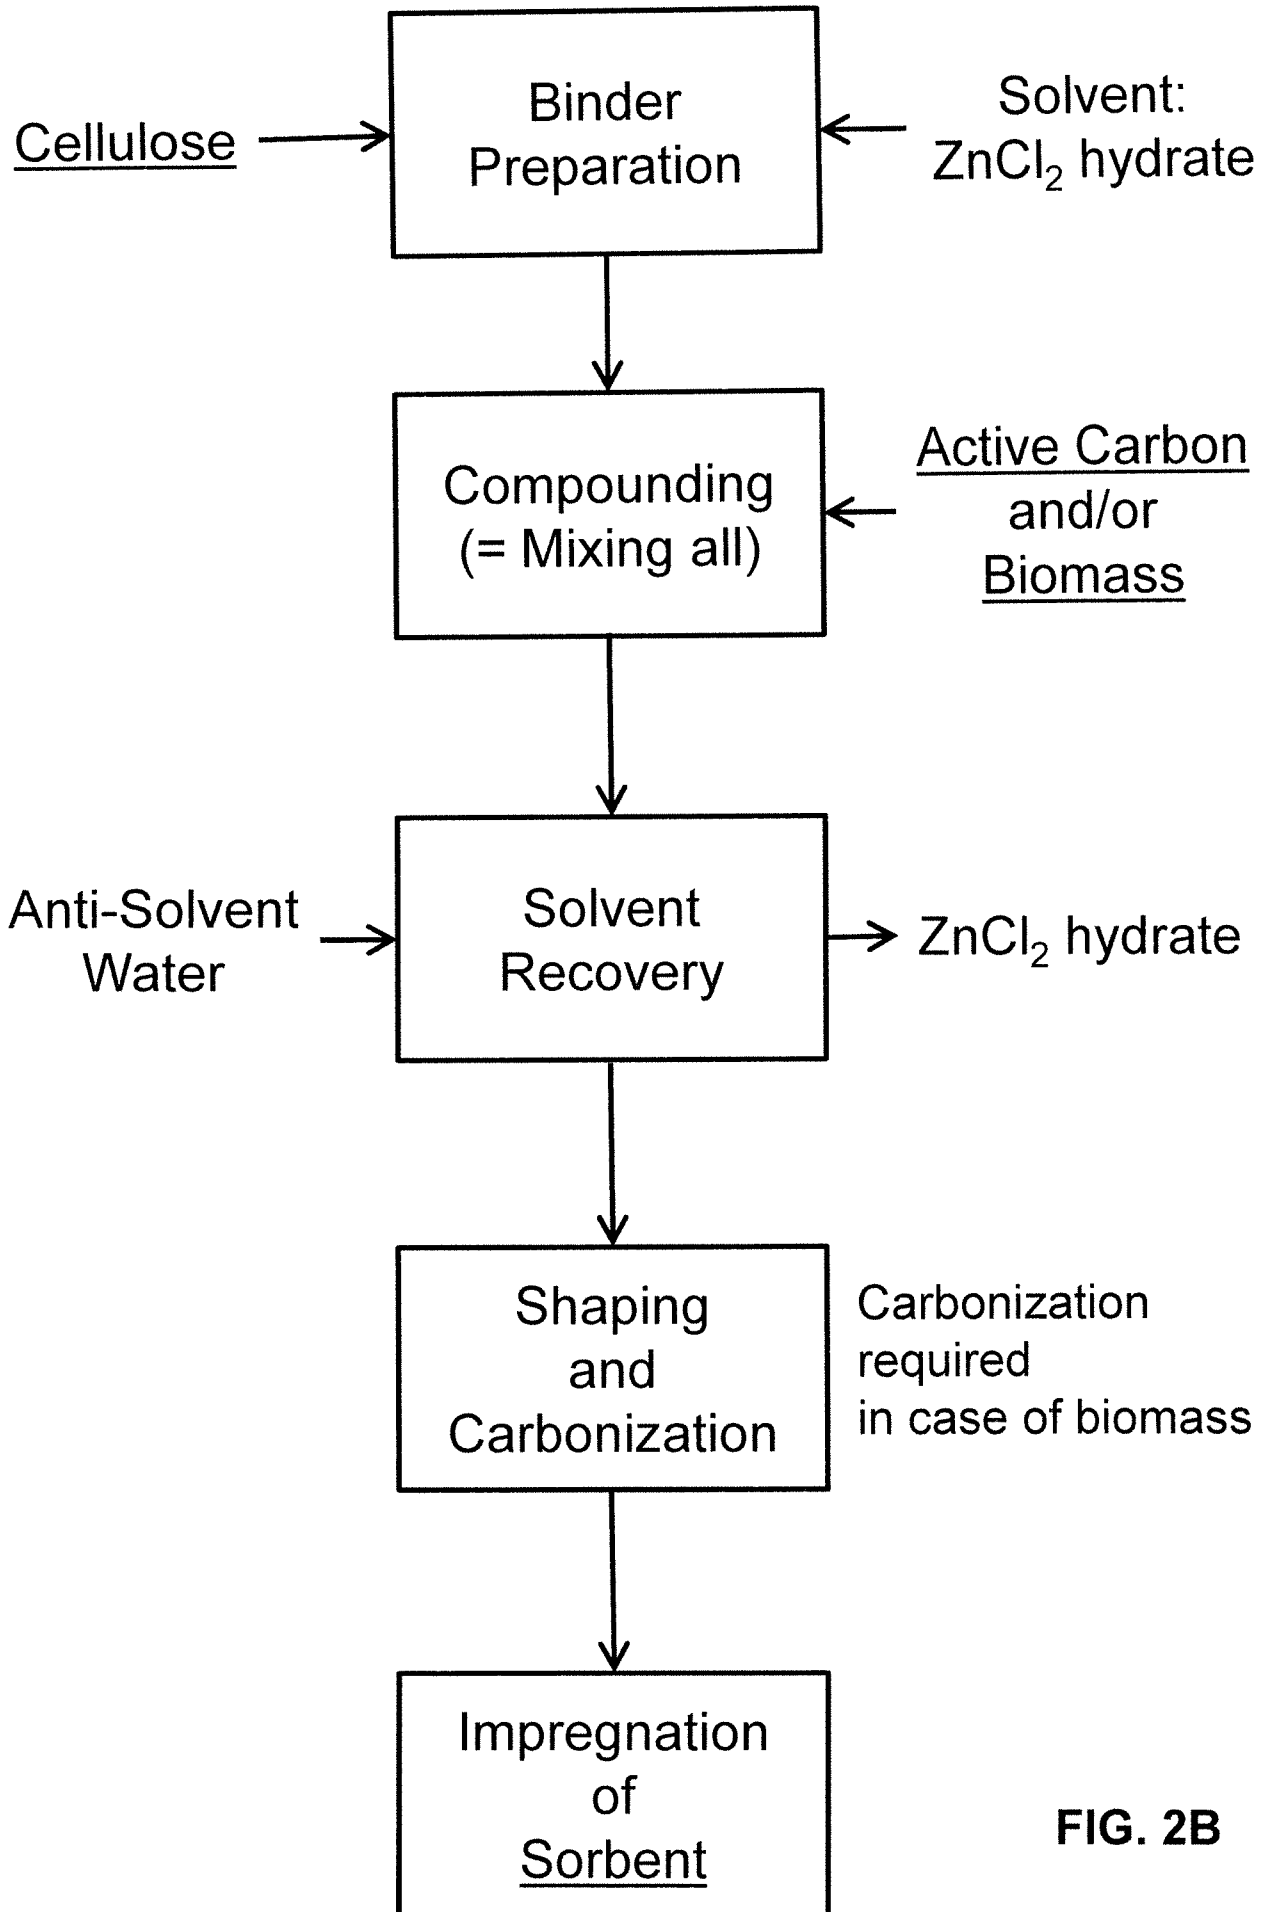 Cellulose
Binder
Preparation
Solvent:
ZnCl₂ hydrate
Compounding
(= Mixing all)
Active Carbon
and/or
Biomass
Anti-Solvent
Water
Solvent
Recovery
ZnCl₂ hydrate
Shaping
and
Carbonization
Carbonization
required
in case of biomass
Impregnation
of
Sorbent
FIG. 2B